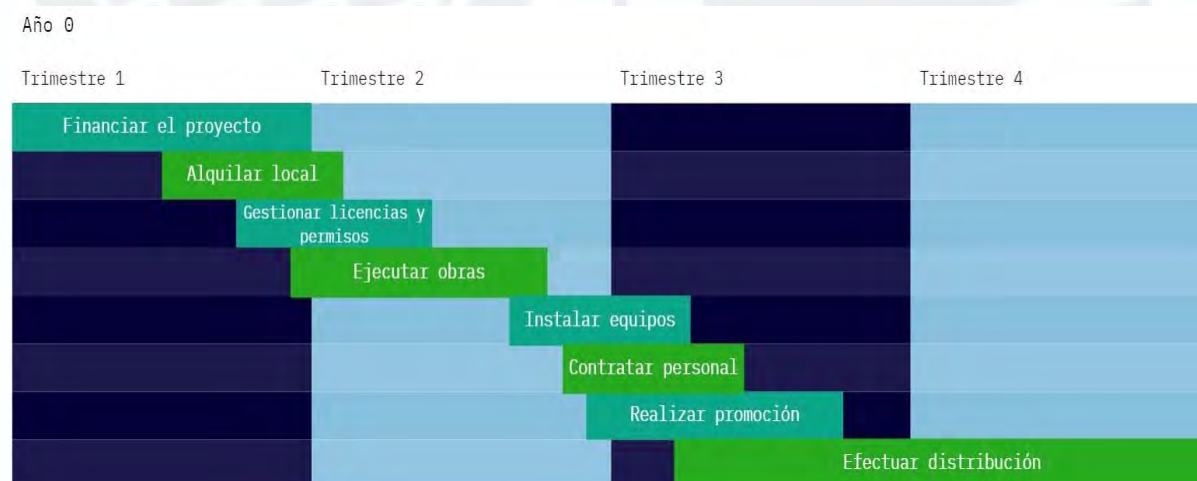 Año 0
Trimestre 1 Trimestre 2 Trimestre 3 Trimestre 4
Financiar el proyecto
Alquilar local
Gestionar licencias y
permisos
Ejecutar obras
Instalar equipos
Contratar personal
Realizar promoción
Efectuar distribución